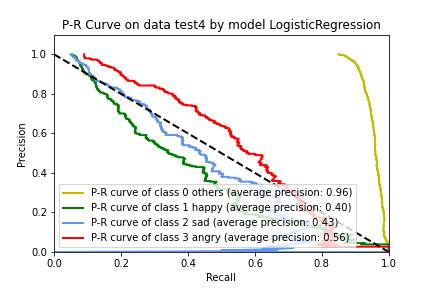 P-R Curve on data test4 by model LogisticRegression
1.0
0.8
0.6
0.4
0.2
0.0
Precision
P-R curve of class 0 others (average precision: 0.96)
P-R curve of class 1 happy (average precision: 0.40)
P-R curve of class 2 sad (average precision: 0.43)
P-R curve of class 3 angry (average precision: 0.56)
0.0 0.2 0.4 0.6 0.8 1.0
Recall